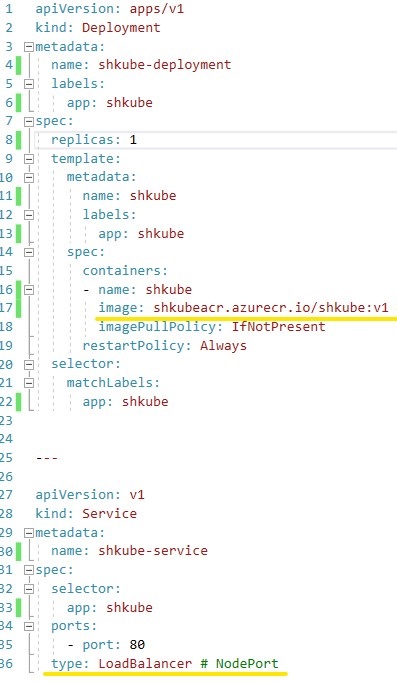 1 apiVersion: apps/v1
2 kind: Deployment
3 metadata:
4 name: shkube-deployment
5 labels:
6 app: shkube
7 spec:
8 replicas: 1
9 template:
10 metadata:
11 name: shkube
12 labels:
13 app: shkube
14 spec:
15 containers:
16 - name: shkube
17 image: shkubeacr.azurecr.io/shkube:v1
18 imagePullPolicy: IfNotPresent
19 restartPolicy: Always
20 selector:
21 matchLabels:
22 app: shkube
23
24
25 ---
26
27 apiVersion: v1
28 kind: Service
29 metadata:
30 name: shkube-service
31 spec:
32 selector:
33 app: shkube
34 ports:
35 - port: 80
36 type: LoadBalancer # NodePort